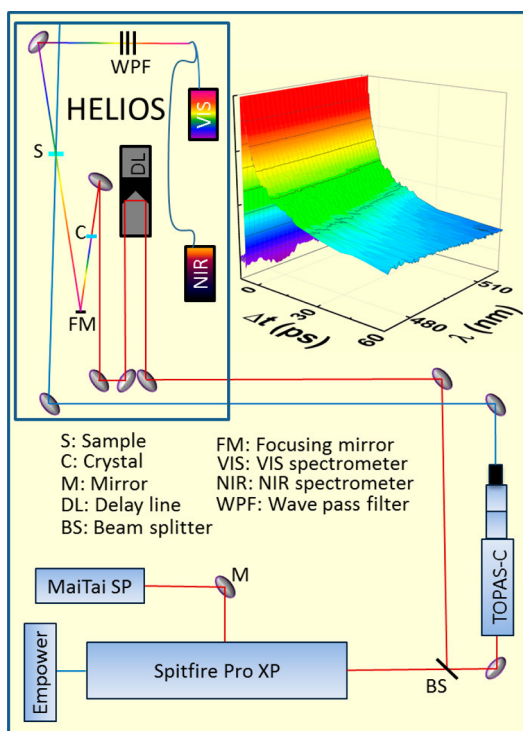 WPF
HELIOS
VIS
DL
S
C
NIR
FM
0
30
60
Δt (ps)
480
510
λ (nm)
S: Sample
C: Crystal
M: Mirror
DL: Delay line
BS: Beam splitter
FM: Focusing mirror
VIS: VIS spectrometer
NIR: NIR spectrometer
WPF: Wave pass filter
TOPAS-C
MaiTai SP
M
Empower
Spitfire Pro XP
BS